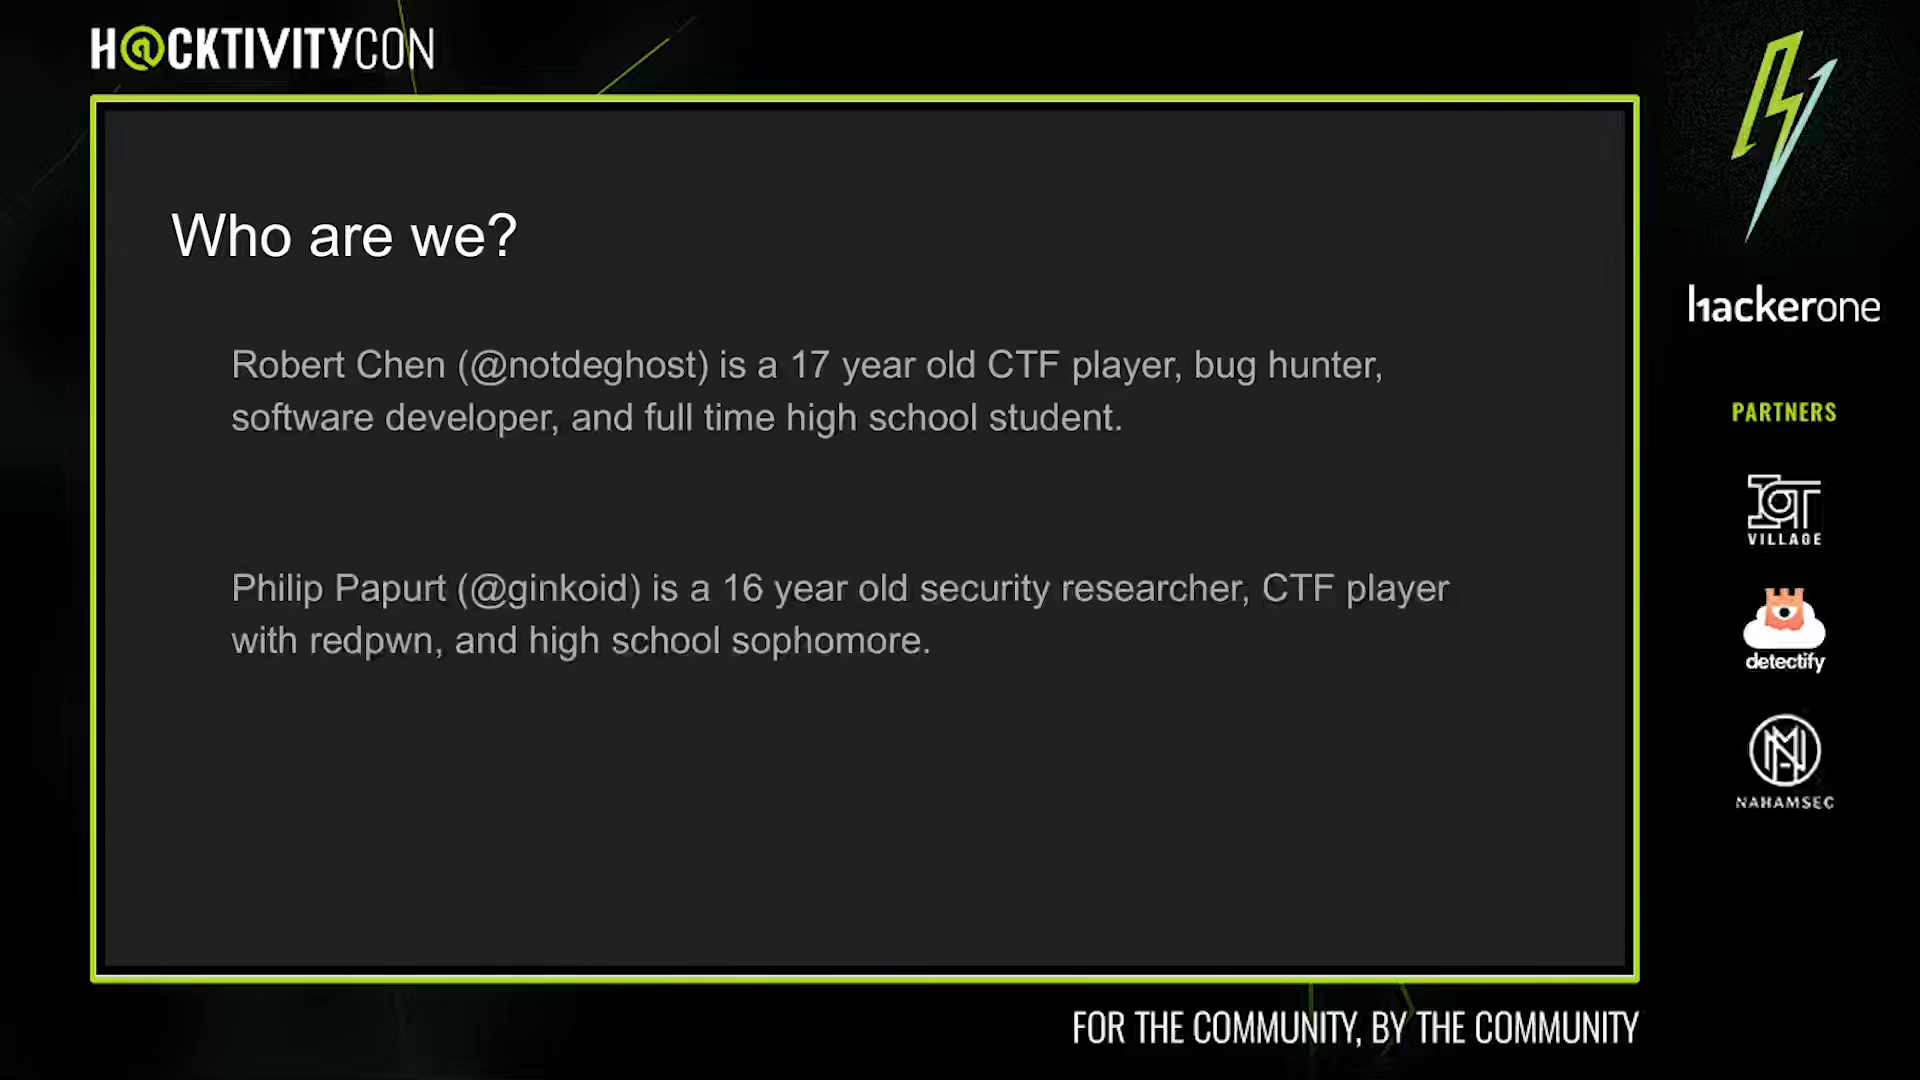 H@CKTIVITYCON
Who are we?
Robert Chen (@notdeghost) is a 17 year old CTF player, bug hunter,
software developer, and full time high school student.
Philip Papurt (@ginkoid) is a 16 year old security researcher, CTF player
with redpwn, and high school sophomore.
hackerone
PARTNERS
IOT
VILLAGE
detectify
NAHAMSEC
FOR THE COMMUNITY, BY THE COMMUNITY